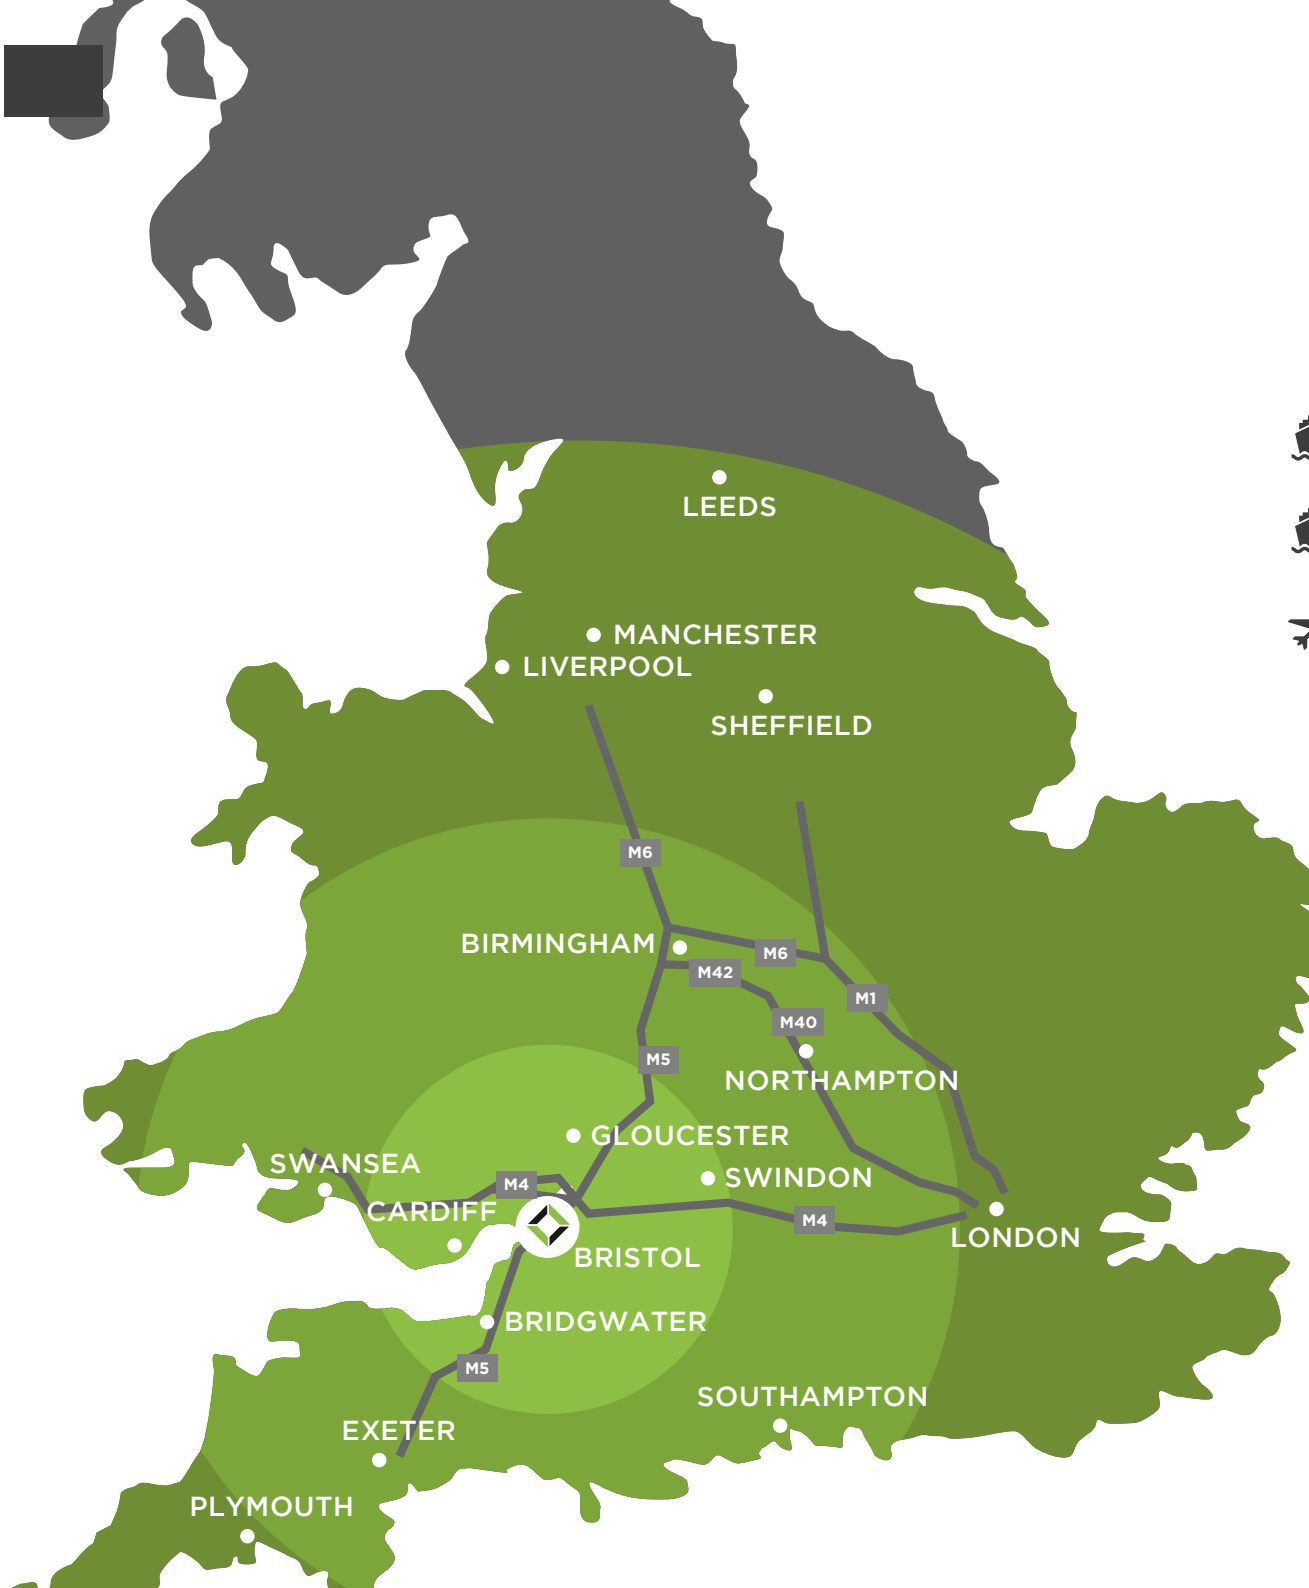 LEEDS
MANCHESTER
LIVERPOOL
SHEFFIELD
M6
BIRMINGHAM
M6
M42
M1
M40
M5
NORTHAMPTON
GLOUCESTER
SWANSEA
SWINDON
M4
CARDIFF
M4
LONDON
BRISTOL
BRIDGWATER
M5
SOUTHAMPTON
EXETER
PLYMOUTH